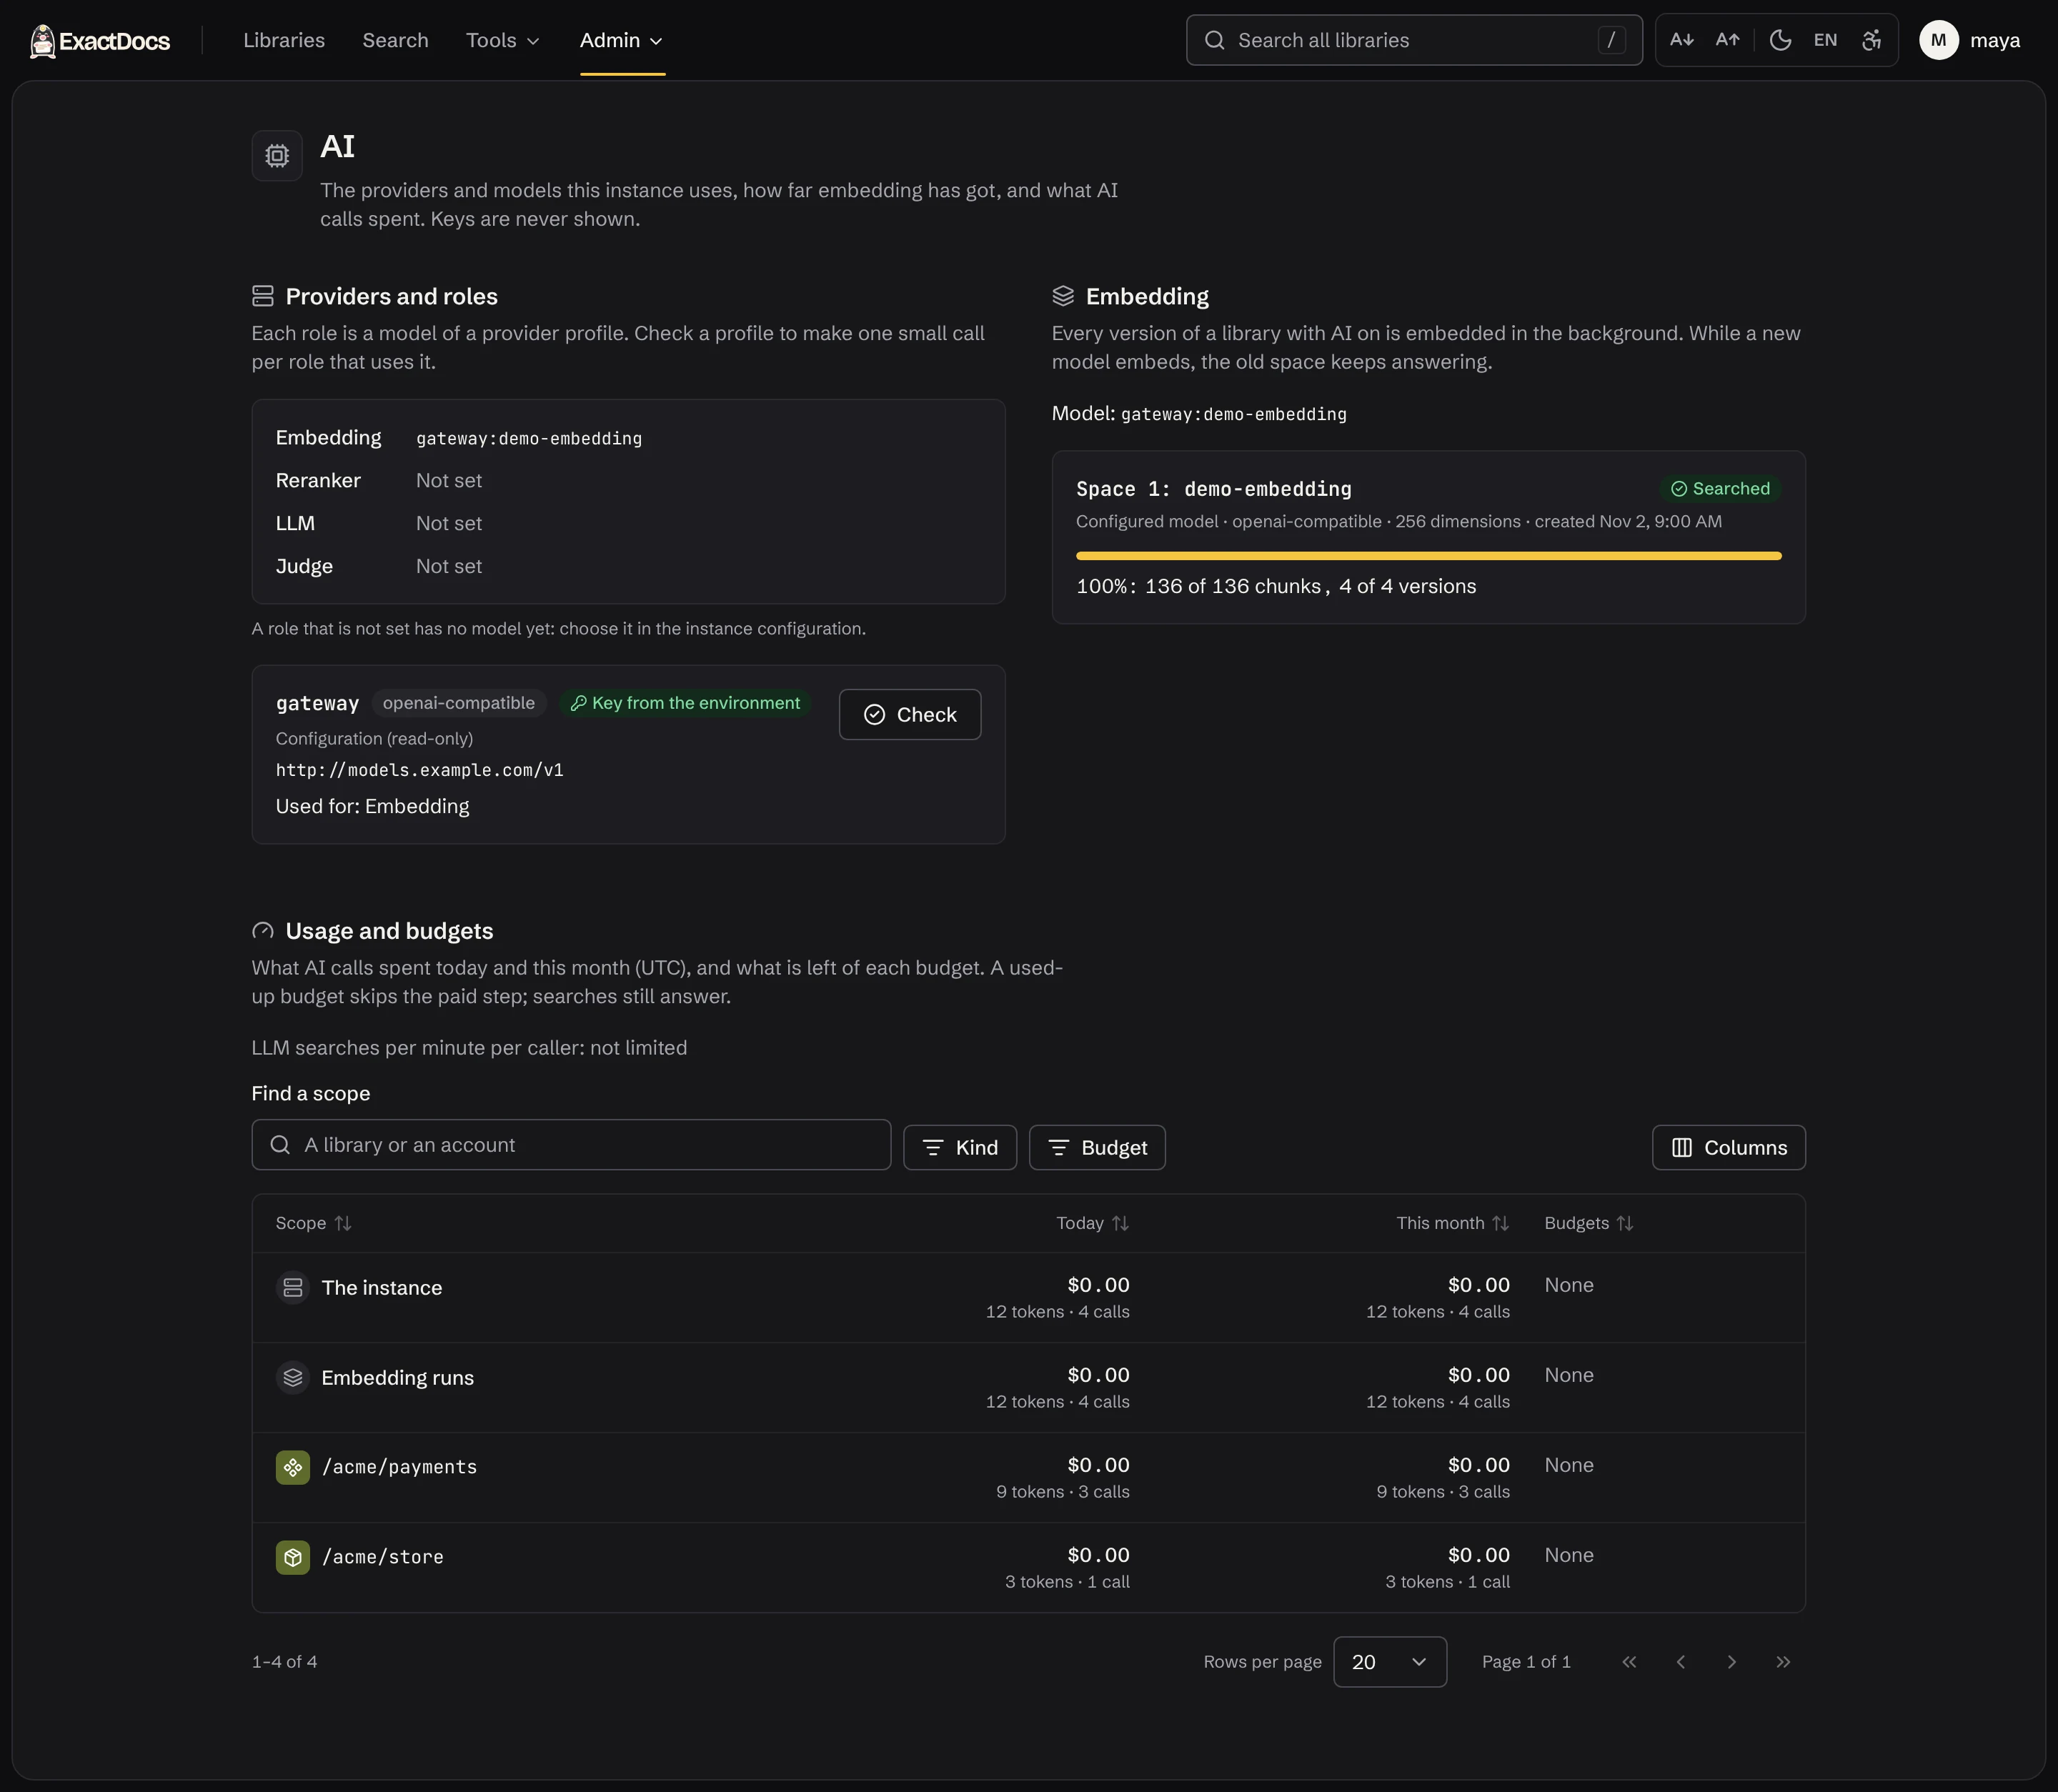 ExactDocs
Libraries
Search
Tools
Admin
Search all libraries
/
A
A
EN
M
maya
AI
The providers and models this instance uses, how far embedding has got, and what AI
calls spent. Keys are never shown.
Providers and roles
Each role is a model of a provider profile. Check a profile to make one small call
per role that uses it.
Embedding gateway:demo-embedding
Reranker Not set
LLM Not set
Judge Not set
A role that is not set has no model yet: choose it in the instance configuration.
gateway openai-compatible Key from the environment
Check
Configuration (read-only)
http://models.example.com/v1
Used for: Embedding
Embedding
Every version of a library with AI on is embedded in the background. While a new
model embeds, the old space keeps answering.
Model: gateway:demo-embedding
Space 1: demo-embedding
Searched
Configured model · openai-compatible · 256 dimensions · created Nov 2, 9:00 AM
100%: 136 of 136 chunks, 4 of 4 versions
Usage and budgets
What AI calls spent today and this month (UTC), and what is left of each budget. A used-
up budget skips the paid step; searches still answer.
LLM searches per minute per caller: not limited
Find a scope
A library or an account
Kind
Budget
Columns
Scope Today This month Budgets
The instance $0.00 $0.00 None
12 tokens · 4 calls 12 tokens · 4 calls
Embedding runs $0.00 $0.00 None
12 tokens · 4 calls 12 tokens · 4 calls
/acme/payments $0.00 $0.00 None
9 tokens · 3 calls 9 tokens · 3 calls
/acme/store $0.00 $0.00 None
3 tokens · 1 call 3 tokens · 1 call
1–4 of 4
Rows per page 20
Page 1 of 1